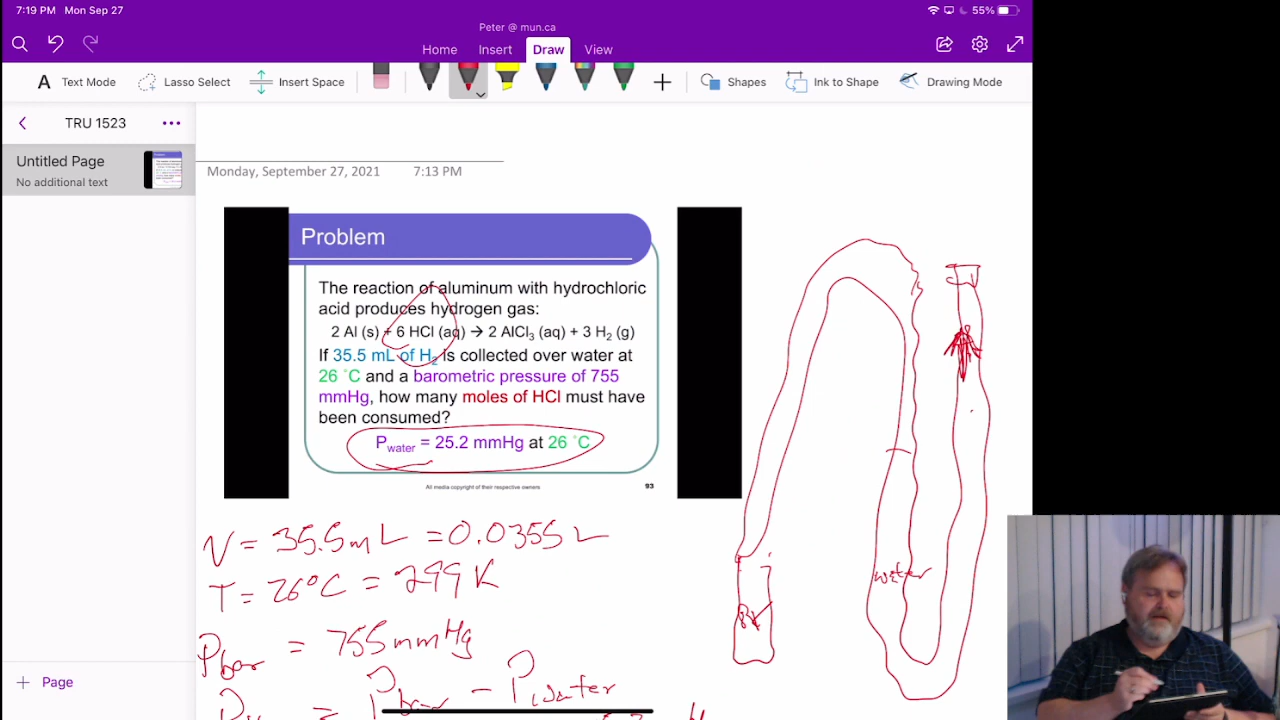 7:19 PM Mon Sep 27
55%
Peter @ mun.ca
Home Insert Draw View
Text Mode Lasso Select Insert Space Shapes Ink to Shape Drawing Mode
TRU 1523
Untitled Page
No additional text
Monday, September 27, 2021 7:13 PM
Problem
The reaction of aluminum with hydrochloric
acid produces hydrogen gas:
2 Al (s) + 6 HCl (aq) → 2 AlCl₃ (aq) + 3 H₂ (g)
If 35.5 mL of H₂ is collected over water at
26 ˚C and a barometric pressure of 755
mmHg, how many moles of HCl must have
been consumed?
Pwater = 25.2 mmHg at 26 ˚C
All media copyright of their respective owners
93
V = 35.5 mL = 0.0355 L
T = 26°C = 299 K
Pbar = 755 mmHg
= Pbar - Pwater
water
Page